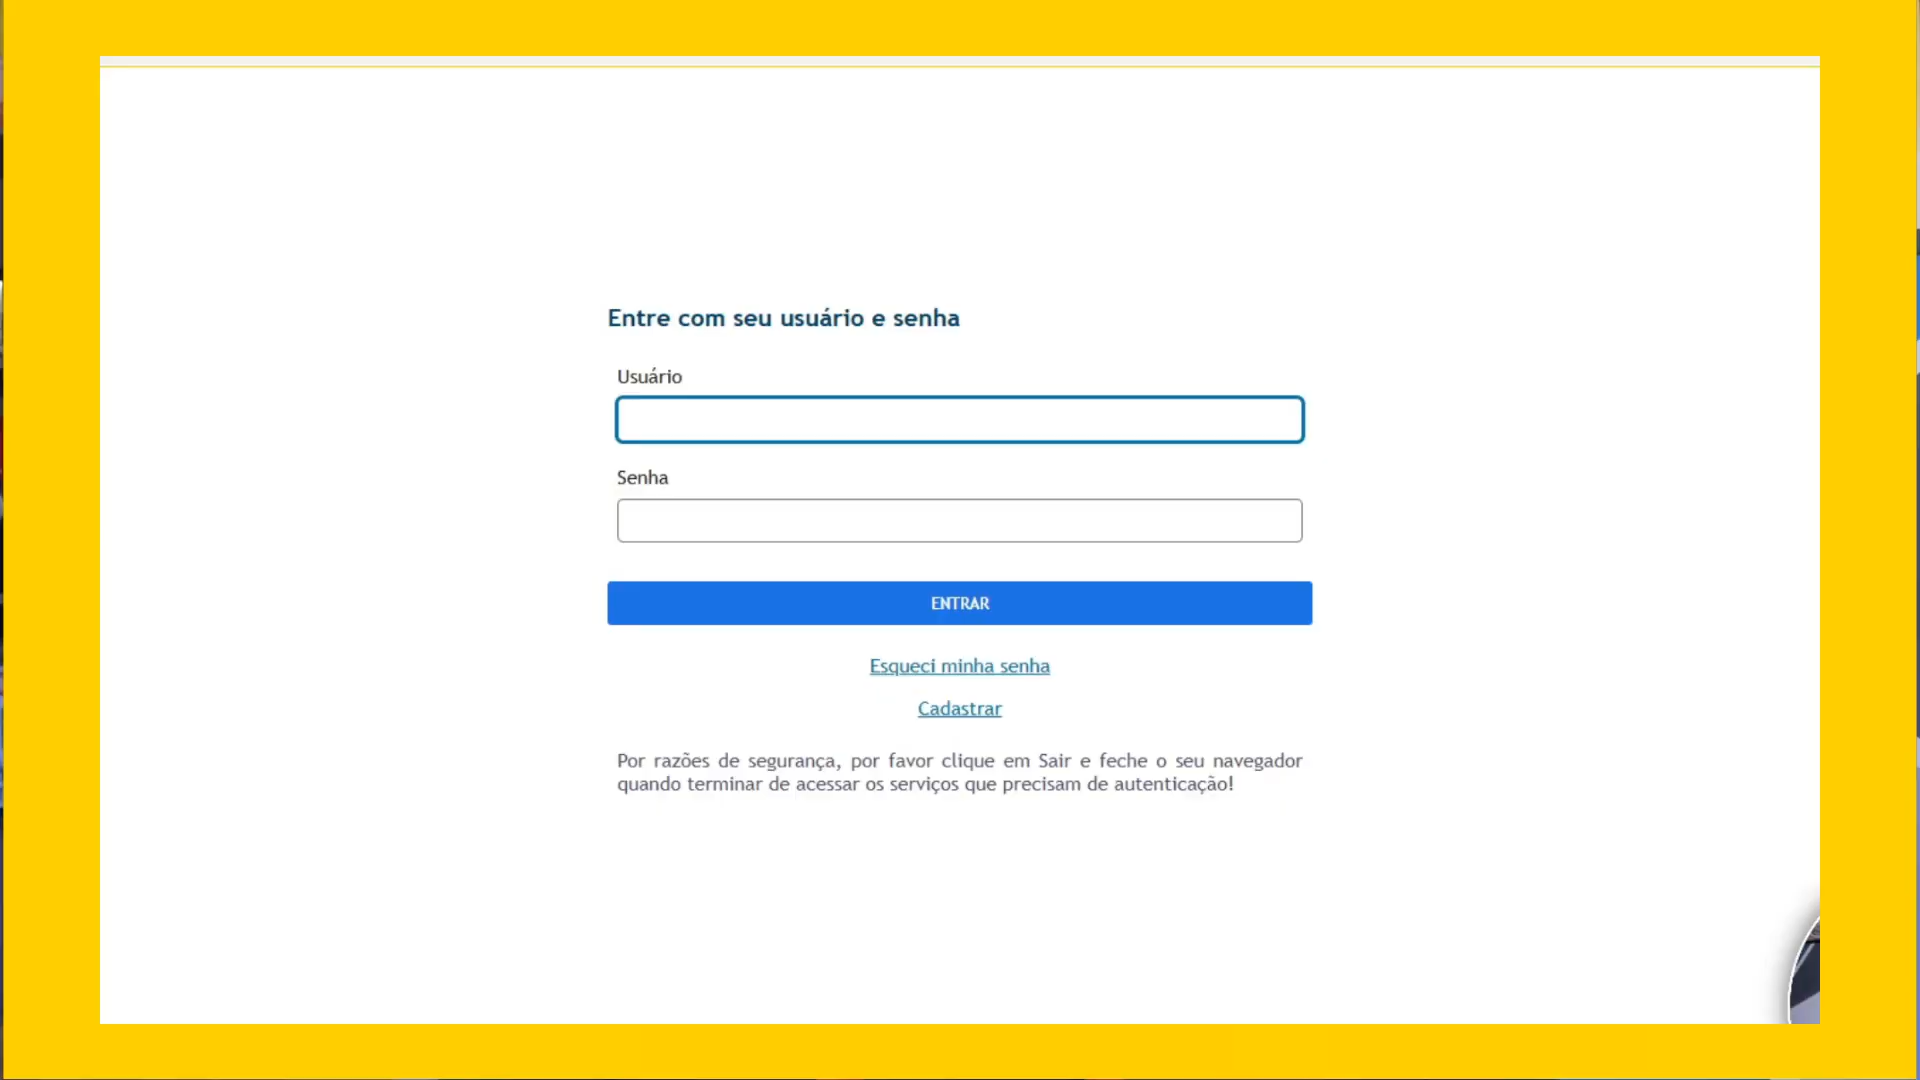 Entre com seu usuário e senha
Usuário
Senha
ENTRAR
Esqueci minha senha
Cadastrar
Por razões de segurança, por favor clique em Sair e feche o seu navegador
quando terminar de acessar os serviços que precisam de autenticação!